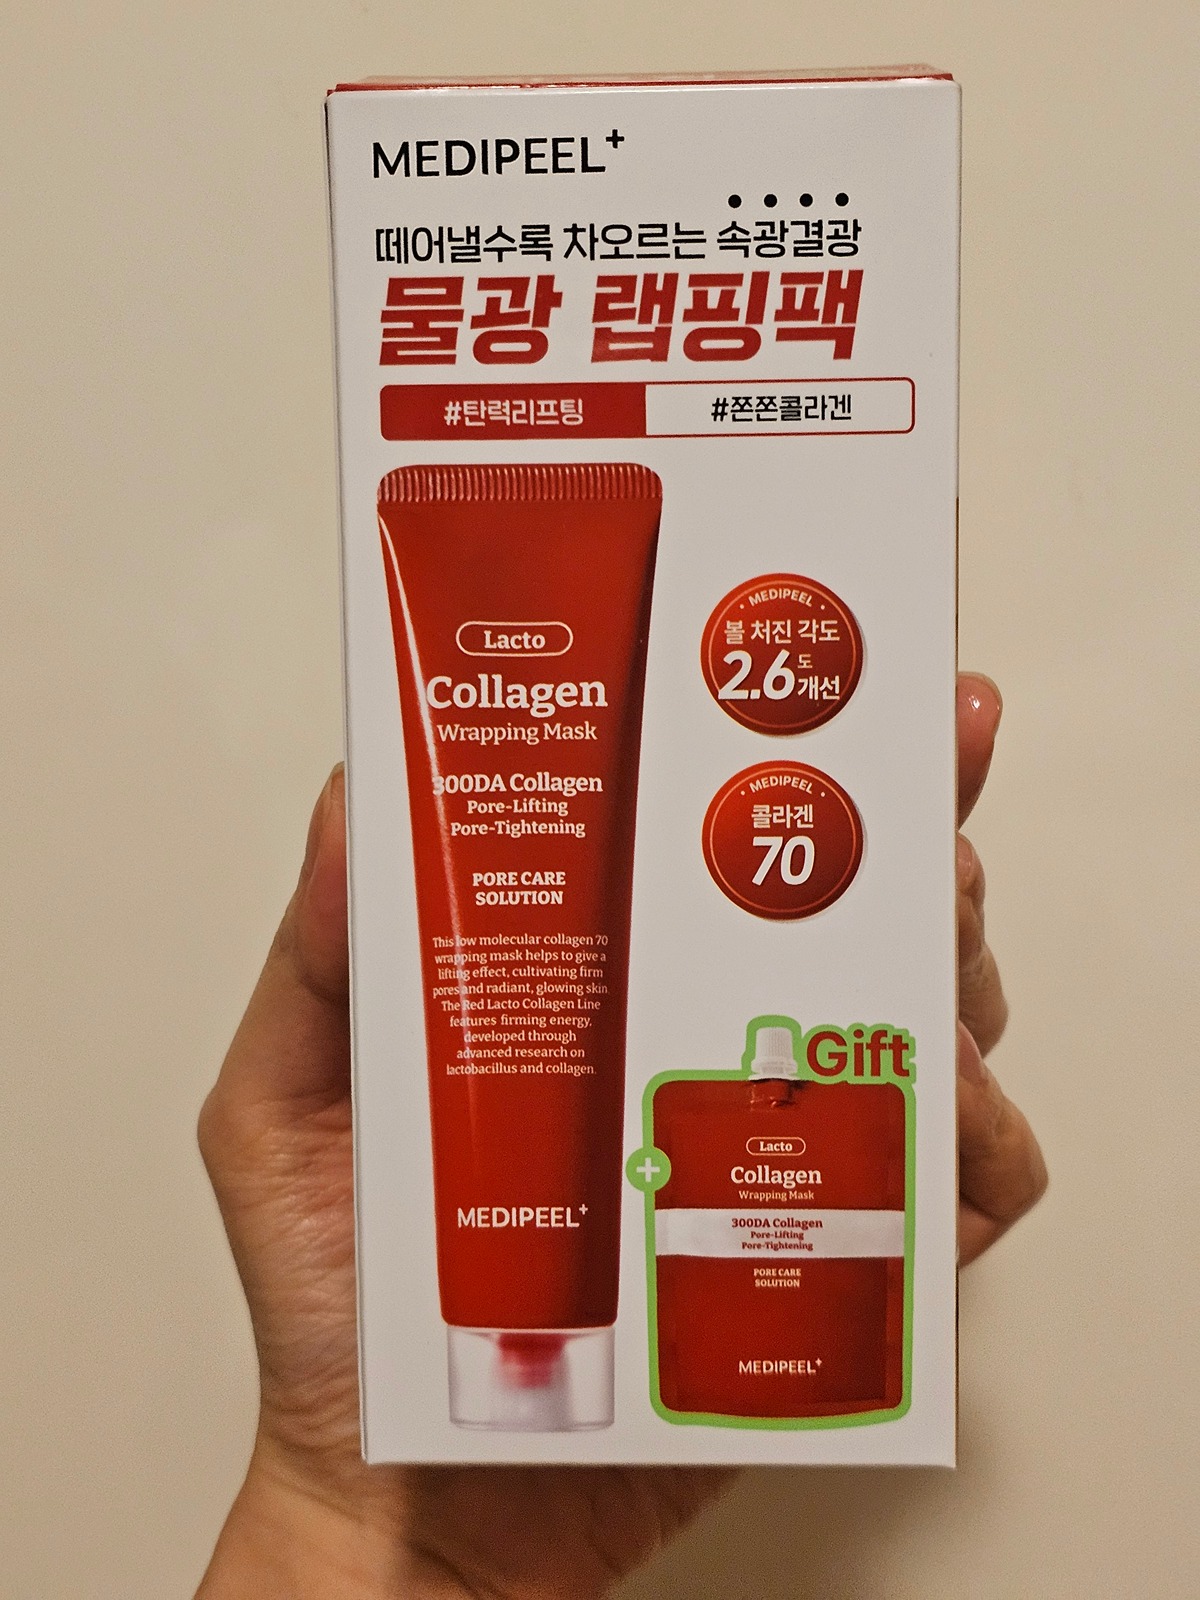 MEDIPEEL+
떼어낼수록 차오르는 속광결광
물광 랩핑팩
#탄력리프팅
#쫀쫀콜라겐
Lacto
Collagen
Wrapping Mask
300DA Collagen
Pore-Lifting
Pore-Tightening
PORE CARE
SOLUTION
This low molecular collagen 70
wrapping mask helps to give a
lifting effect, cultivating firm
pores and radiant, glowing skin.
The Red Lacto Collagen Line
features firming energy,
developed through
advanced research on
lactobacillus and collagen.
MEDIPEEL+
MEDIPEEL
볼 처진 각도
2.6도 개선
MEDIPEEL
콜라겐
70
Gift
+
Lacto
Collagen
Wrapping Mask
300DA Collagen
Pore-Lifting
Pore-Tightening
PORE CARE
SOLUTION
MEDIPEEL+